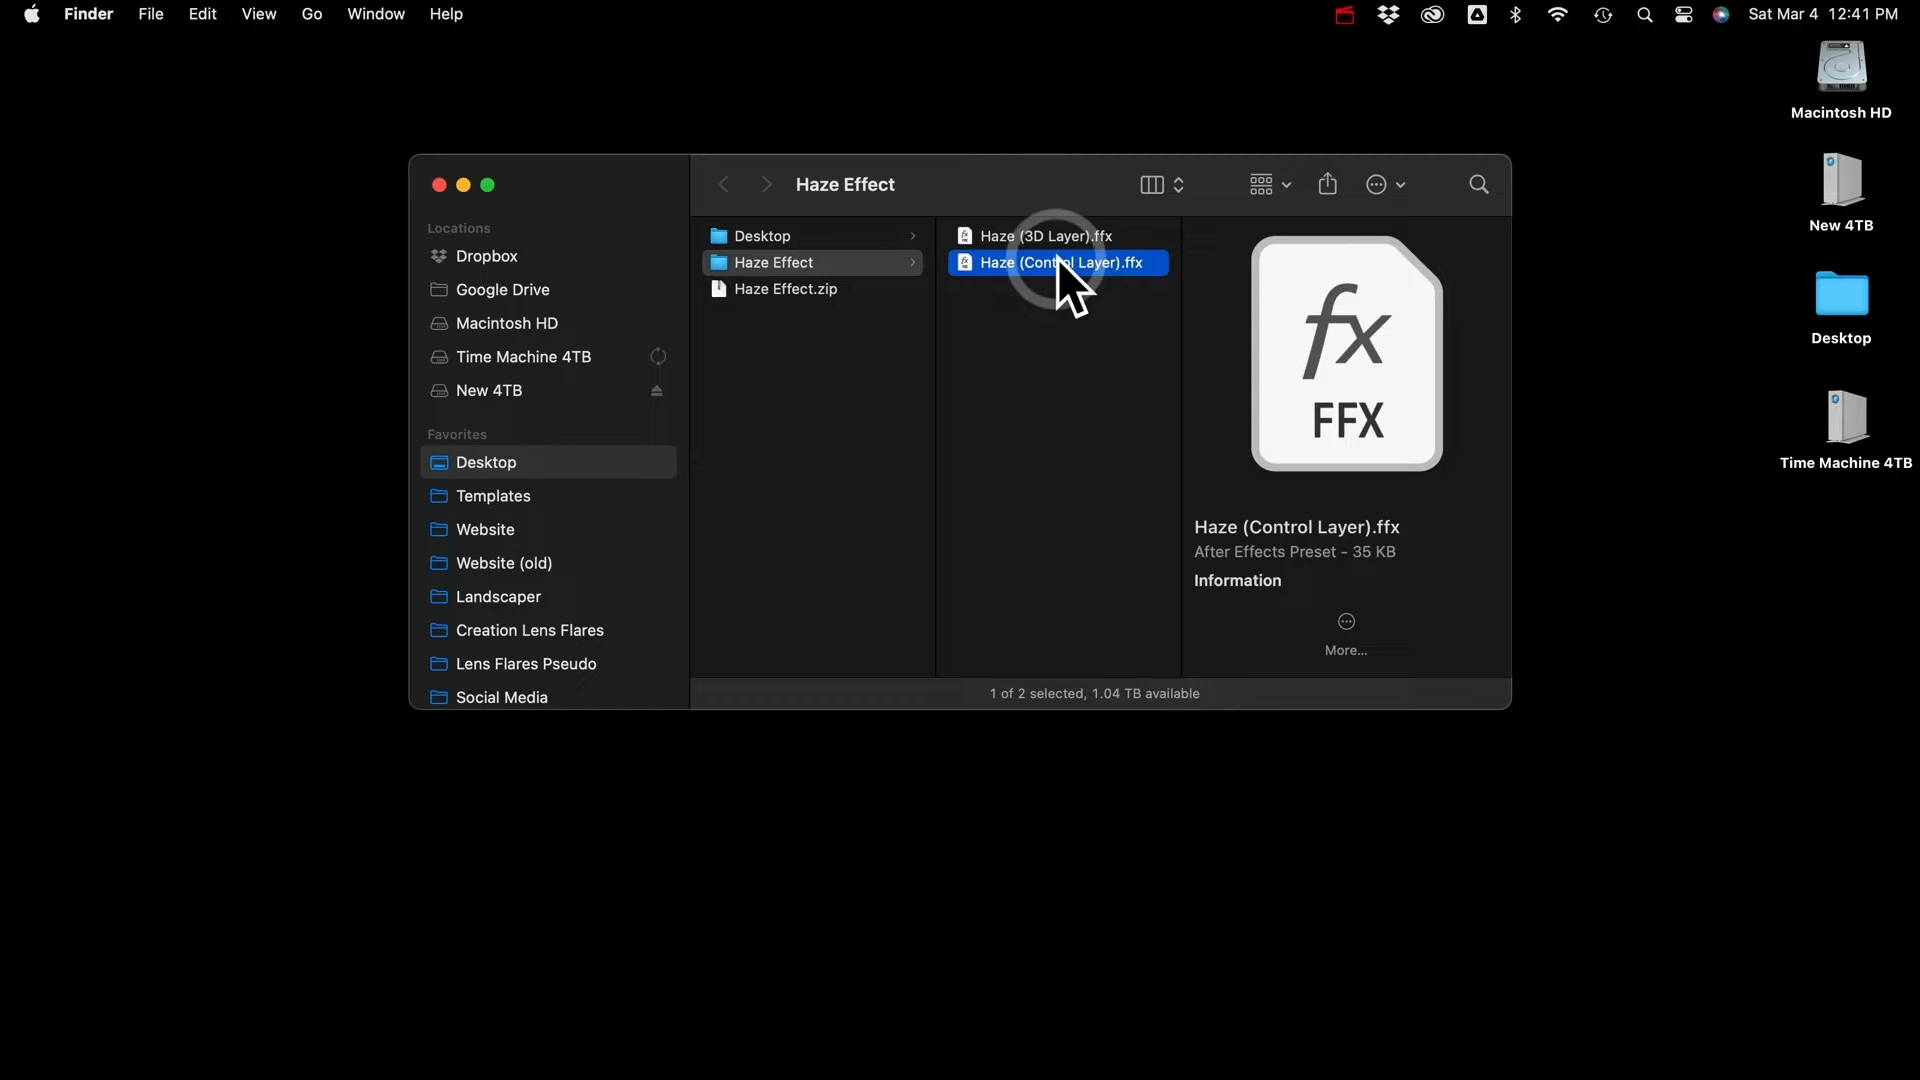 Finder File Edit View Go Window Help
Sat Mar 4 12:41 PM
Macintosh HD
New 4TB
Desktop
Time Machine 4TB
Haze Effect
Locations
Dropbox
Google Drive
Macintosh HD
Time Machine 4TB
New 4TB
Favorites
Desktop
Templates
Website
Website (old)
Landscaper
Creation Lens Flares
Lens Flares Pseudo
Social Media
Desktop
Haze Effect
Haze Effect.zip
Haze (3D Layer).ffx
Haze (Control Layer).ffx
fx
FFX
Haze (Control Layer).ffx
After Effects Preset - 35 KB
Information
More...
1 of 2 selected, 1.04 TB available